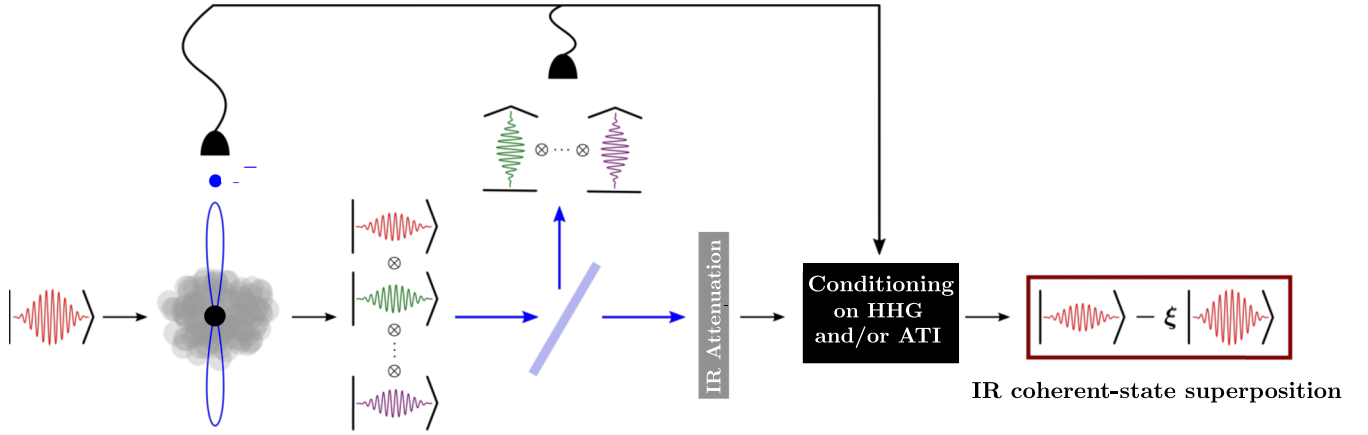 IR Attenuation
Conditioning
on HHG
and/or ATI
− ξ
IR coherent-state superposition